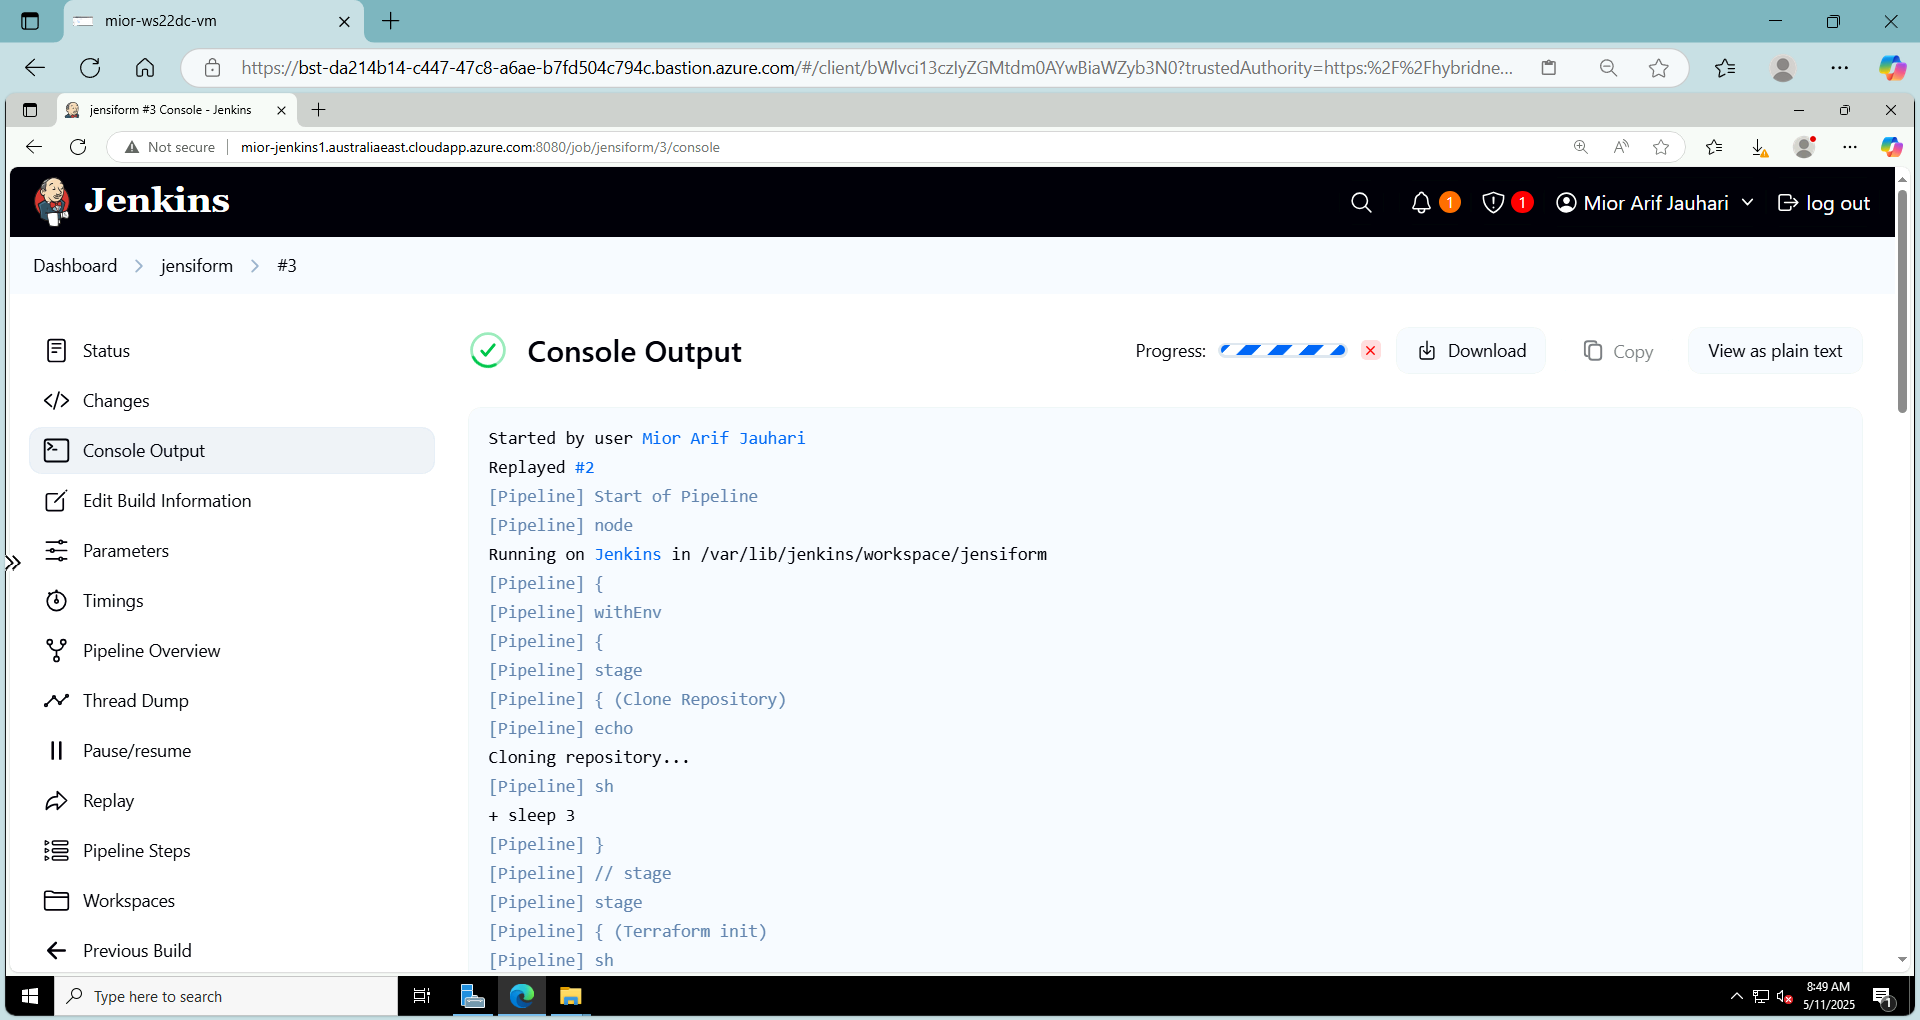 mior-ws22dc-vm
https://bst-da214b14-c447-47c8-a6ae-b7fd504c794c.bastion.azure.com/#/client/bWlvci13czIyZGMtdm0AYwBiaWZyb3N0?trustedAuthority=https:%2F%2Fhybridne...
jensiform #3 Console - Jenkins
Not secure
mior-jenkins1.australiaeast.cloudapp.azure.com:8080/job/jensiform/3/console
Jenkins
1
1
Mior Arif Jauhari
log out
Dashboard
jensiform
#3
Status
Changes
Console Output
Edit Build Information
Parameters
Timings
Pipeline Overview
Thread Dump
Pause/resume
Replay
Pipeline Steps
Workspaces
Previous Build
Console Output
Progress:
Download
Copy
View as plain text
Started by user Mior Arif Jauhari
Replayed #2
[Pipeline] Start of Pipeline
[Pipeline] node
Running on Jenkins in /var/lib/jenkins/workspace/jensiform
[Pipeline] {
[Pipeline] withEnv
[Pipeline] {
[Pipeline] stage
[Pipeline] { (Clone Repository)
[Pipeline] echo
Cloning repository...
[Pipeline] sh
+ sleep 3
[Pipeline] }
[Pipeline] // stage
[Pipeline] stage
[Pipeline] { (Terraform init)
[Pipeline] sh
Type here to search
8:49 AM
5/11/2025
1